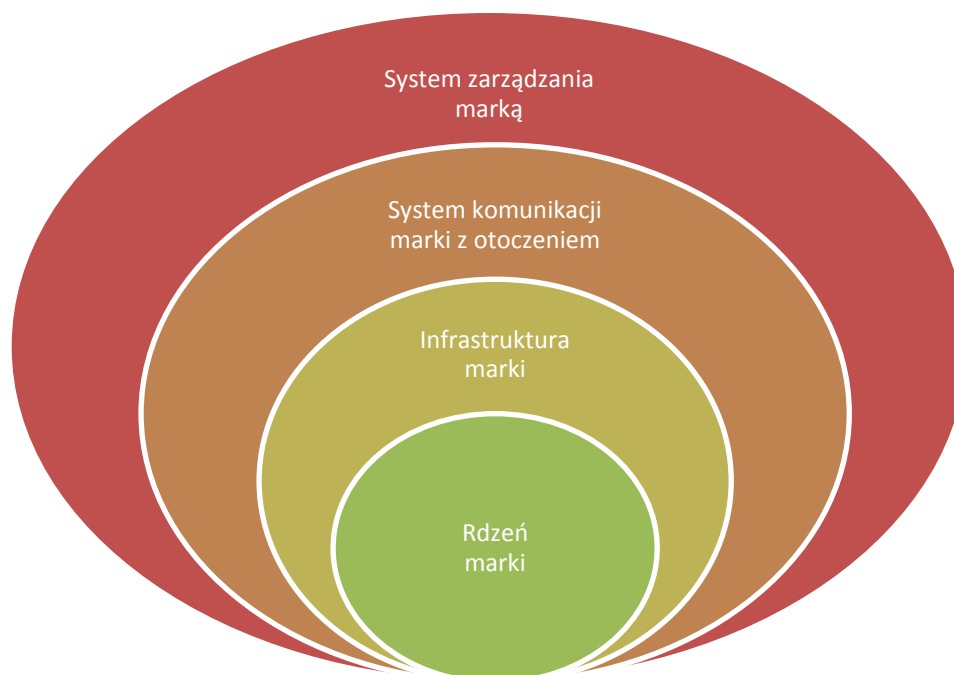 System zarządzania
marką
System komunikacji
marki z otoczeniem
Infrastruktura
marki
Rdzeń
marki